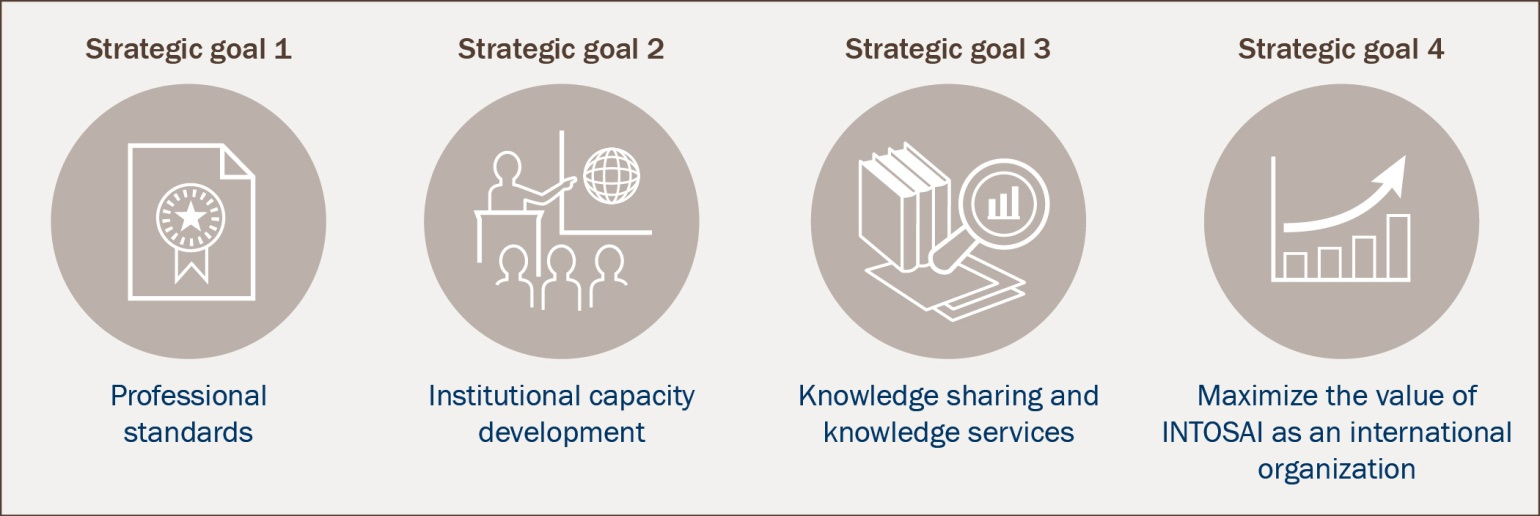 Strategic goal 1
Professional
standards
Strategic goal 2
Institutional capacity
development
Strategic goal 3
Knowledge sharing and
knowledge services
Strategic goal 4
Maximize the value of
INTOSAI as an international
organization